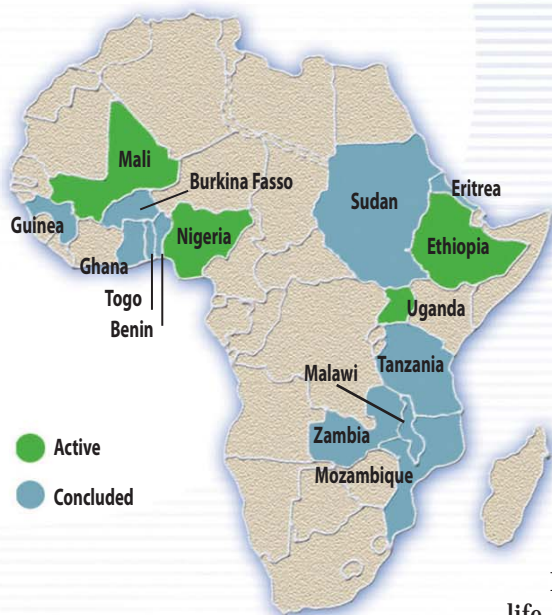 Mali
Burkina Fasso
Guinea
Nigeria
Ghana
Togo
Benin
Sudan
Eritrea
Ethiopia
Uganda
Tanzania
Malawi
Zambia
Mozambique
Active
Concluded
life